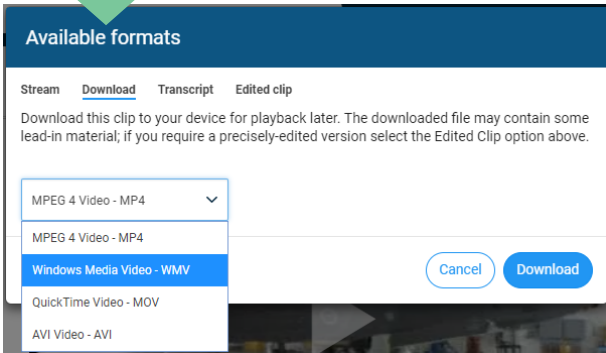 Available formats
Stream Download Transcript Edited clip
Download this clip to your device for playback later. The downloaded file may contain some
lead-in material; if you require a precisely-edited version select the Edited Clip option above.
MPEG 4 Video - MP4
MPEG 4 Video - MP4
Windows Media Video - WMV
Cancel Download
QuickTime Video - MOV
AVI Video - AVI